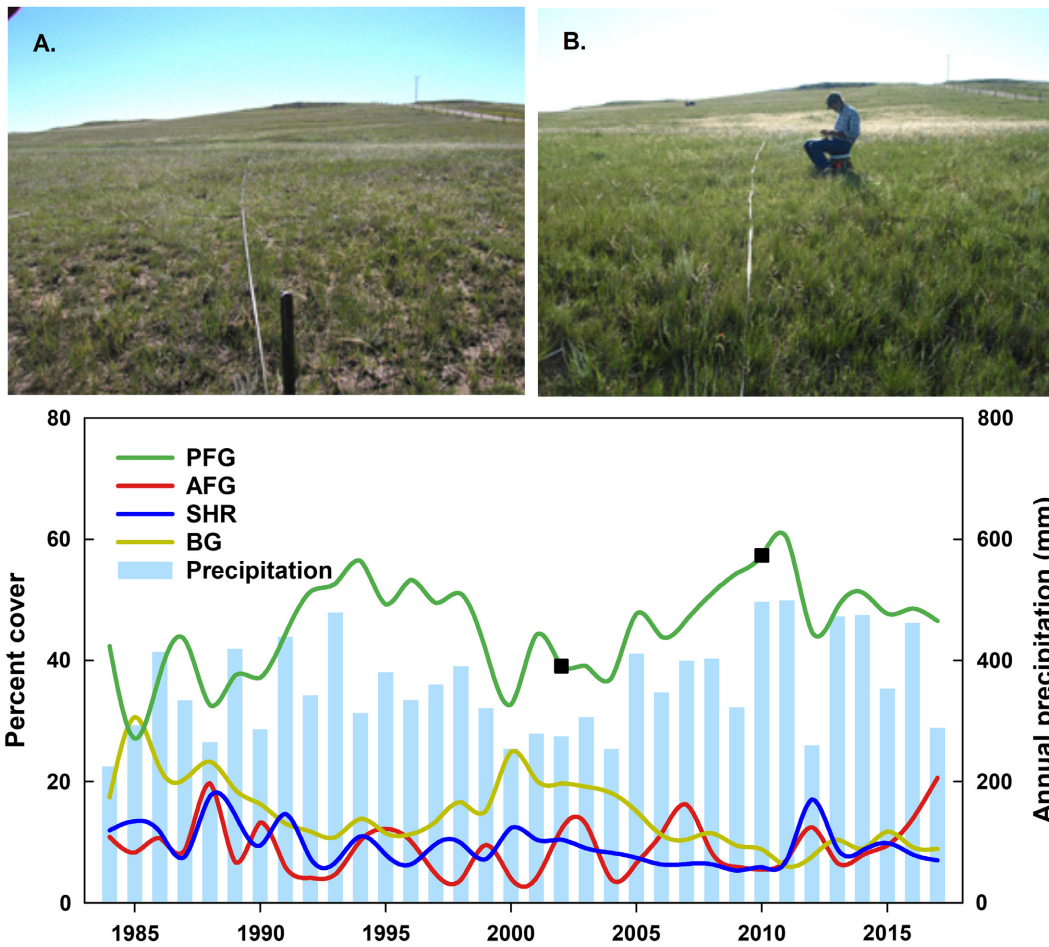 A.
B.
80
60
40
20
0
Percent cover
PFG
AFG
SHR
BG
Precipitation
800
600
400
200
0
Annual precipitation (mm)
1985 1990 1995 2000 2005 2010 2015